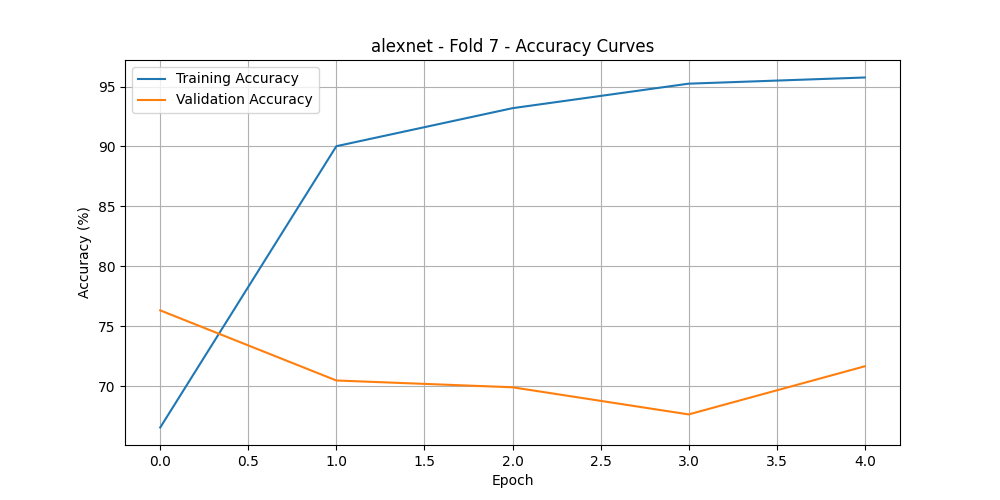 alexnet - Fold 7 - Accuracy Curves
Training Accuracy
Validation Accuracy
Accuracy (%)
95
90
85
80
75
70
0.0 0.5 1.0 1.5 2.0 2.5 3.0 3.5 4.0
Epoch